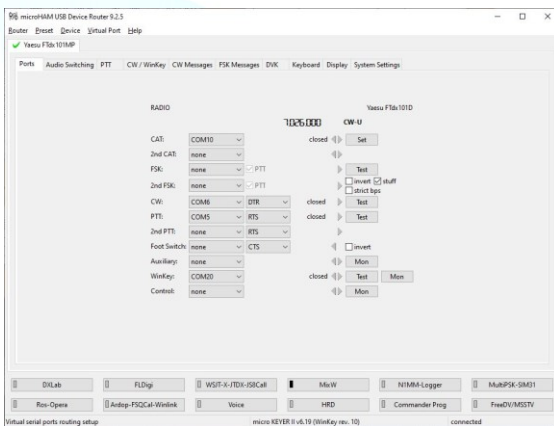 microHAM USB Device Router 9.2.5
Router Preset Device Virtual Port Help
Yaesu FTdx101MP
Ports Audio Switching PTT CW / WinKey CW Messages FSK Messages DVK Keyboard Display System Settings
RADIO Yaesu FTdx101D
7.026.000 CW-U
CAT: COM10 closed Set
2nd CAT: none
FSK: none PTT Test
2nd FSK: none PTT invert stuff
strict bps
CW: COM6 DTR closed Test
PTT: COM5 RTS closed Test
2nd PTT: none RTS
Foot Switch: none CTS invert
Auxiliary: none Mon
WinKey: COM20 closed Test Mon
Control: none Mon
DXLab FLDigi WSJT-X-JTDX-JS8Call MixW N1MM-Logger MultiPSK-SIM31
Ros-Opera Ardop-FSQCal-Winlink Voice HRD Commander Prog FreeDV/MSSTV
Virtual serial ports routing setup micro KEYER II v6.19 (WinKey rev. 10) connected